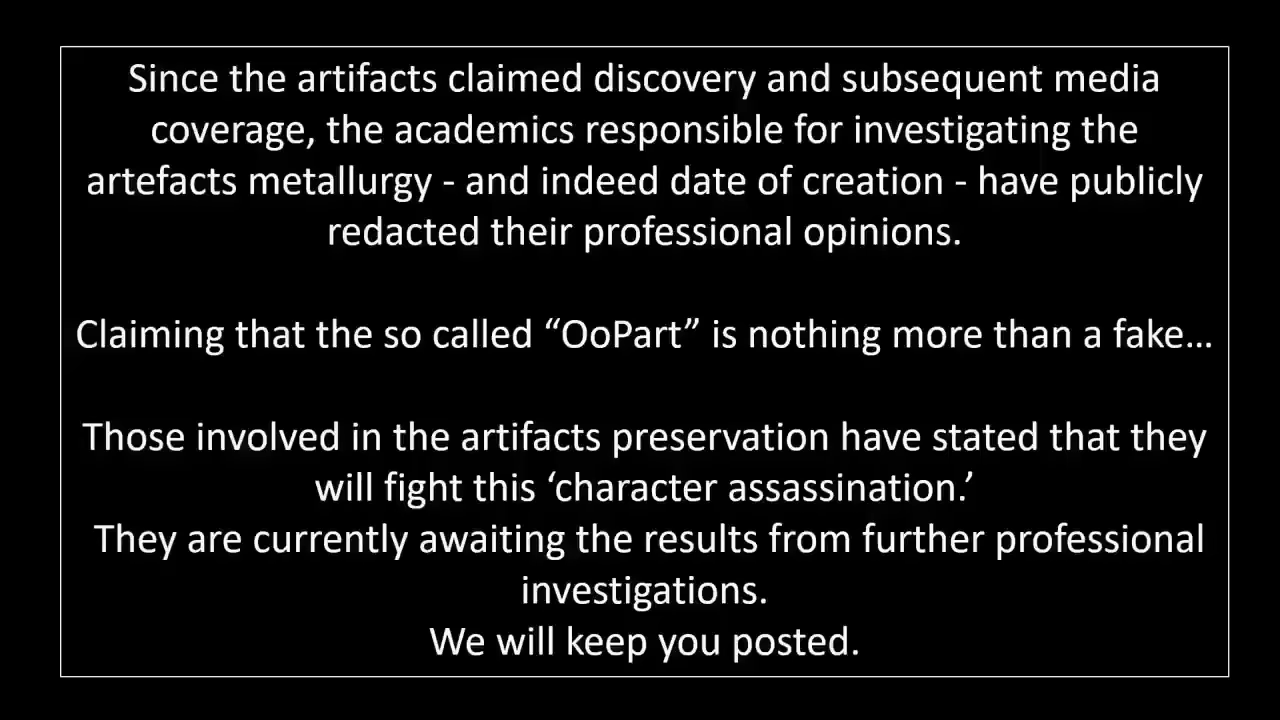 Since the artifacts claimed discovery and subsequent media
coverage, the academics responsible for investigating the
artefacts metallurgy - and indeed date of creation - have publicly
redacted their professional opinions.
Claiming that the so called “OoPart” is nothing more than a fake…
Those involved in the artifacts preservation have stated that they
will fight this ‘character assassination.’
They are currently awaiting the results from further professional
investigations.
We will keep you posted.